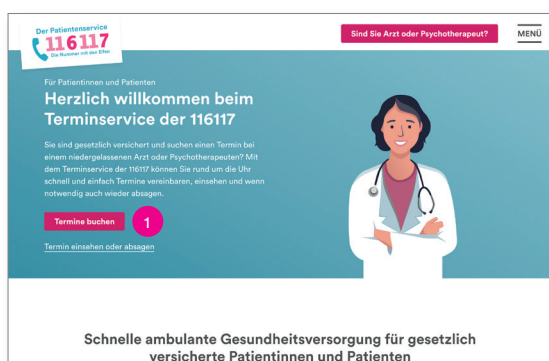 Der Patientenservice
116117
Die Nummer mit den Elfen
Sind Sie Arzt oder Psychotherapeut?
MENÜ
Für Patientinnen und Patienten
Herzlich willkommen beim
Terminservice der 116117
Sie sind gesetzlich versichert und suchen einen Termin bei
einem niedergelassenen Arzt oder Psychotherapeuten? Mit
dem Terminservice der 116117 können Sie rund um die Uhr
schnell und einfach Termine vereinbaren, einsehen und wenn
notwendig auch wieder absagen.
Termine buchen
1
Termin einsehen oder absagen
Schnelle ambulante Gesundheitsversorgung für gesetzlich
versicherte Patientinnen und Patienten